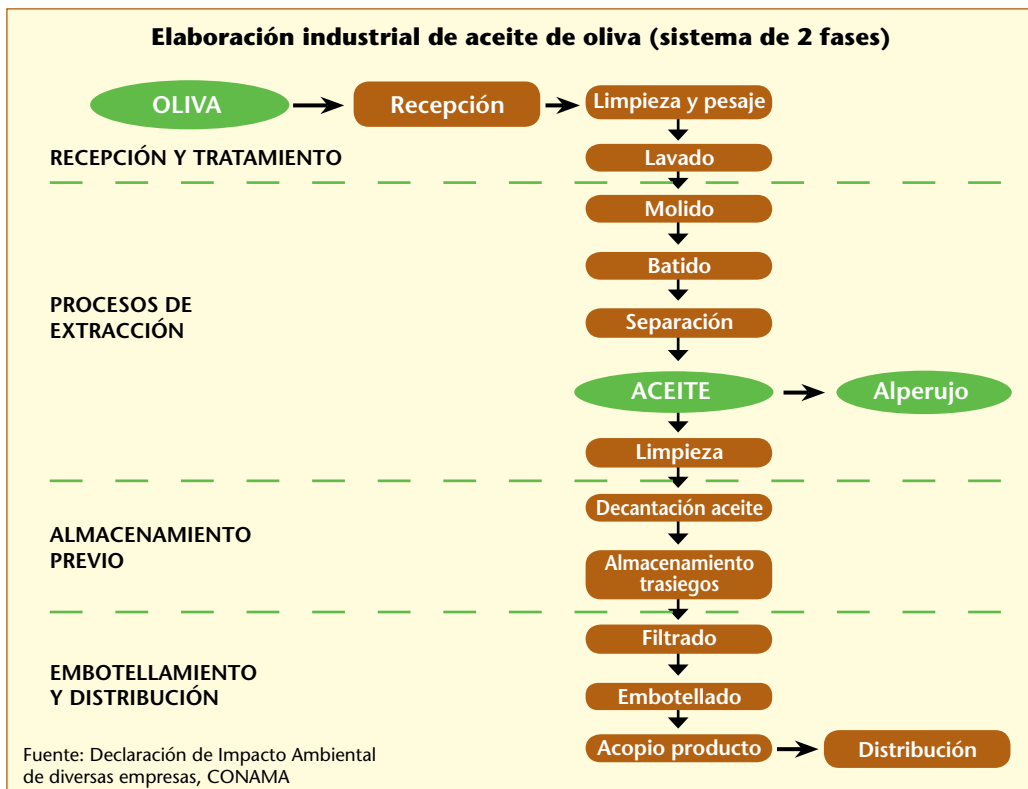 Elaboración industrial de aceite de oliva (sistema de 2 fases)
OLIVA
Recepción
Limpieza y pesaje
RECEPCIÓN Y TRATAMIENTO
Lavado
Molido
Batido
PROCESOS DE
EXTRACCIÓN
Separación
ACEITE
Alperujo
Limpieza
Decantación aceite
ALMACENAMIENTO
PREVIO
Almacenamiento
trasiegos
Filtrado
EMBOTELLAMIENTO
Y DISTRIBUCIÓN
Embotellado
Acopio producto
Distribución
Fuente: Declaración de Impacto Ambiental
de diversas empresas, CONAMA